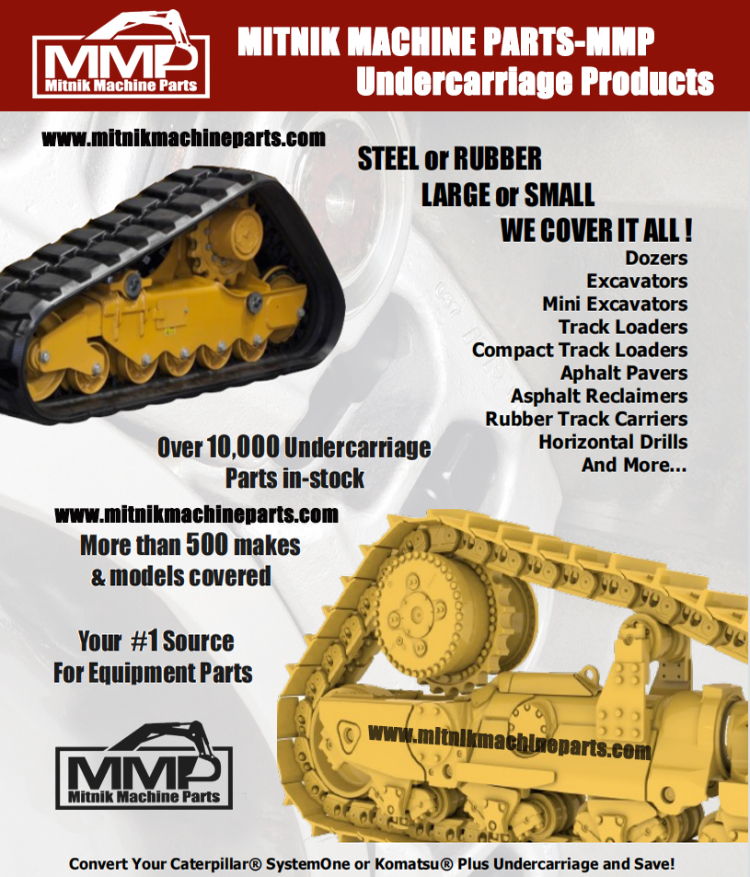 MMP
Mitnik Machine Parts
MITNIK MACHINE PARTS-MMP
Undercarriage Products
www.mitnikmachineparts.com
STEEL or RUBBER
LARGE or SMALL
WE COVER IT ALL !
Dozers
Excavators
Mini Excavators
Track Loaders
Compact Track Loaders
Aphalt Pavers
Asphalt Reclaimers
Rubber Track Carriers
Horizontal Drills
And More...
Over 10,000 Undercarriage
Parts in-stock
www.mitnikmachineparts.com
More than 500 makes
& models covered
Your #1 Source
For Equipment Parts
www.mitnikmachineparts.com
MMP
Mitnik Machine Parts
Convert Your Caterpillar® SystemOne or Komatsu® Plus Undercarriage and Save!